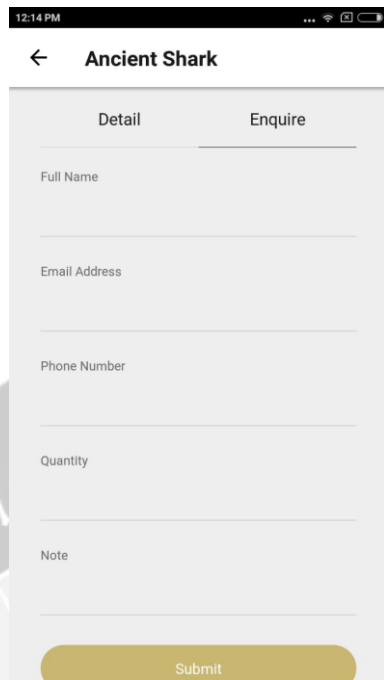 12:14 PM
Ancient Shark
Detail Enquire
Full Name
Email Address
Phone Number
Quantity
Note
Submit